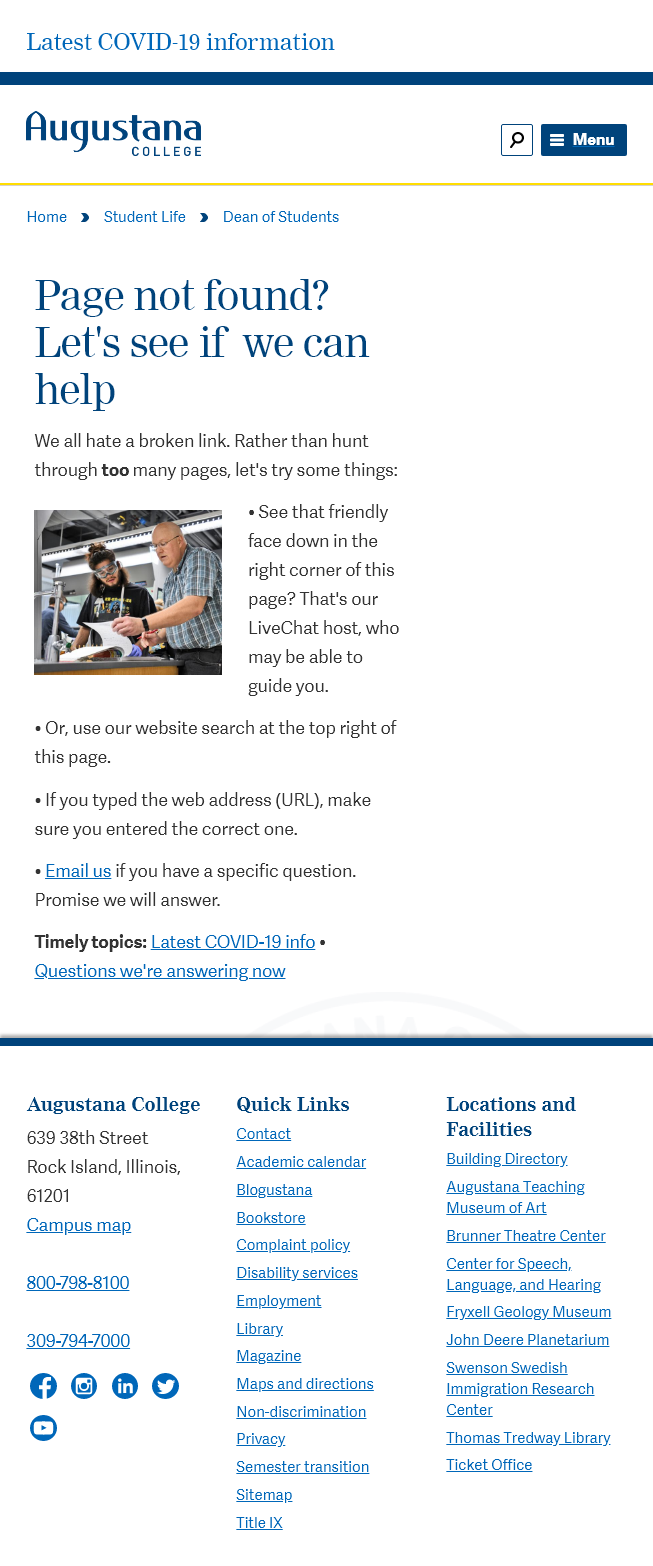 Latest COVID-19 information
Augustana
COLLEGE
Menu
Home
Student Life
Dean of Students
Page not found?
Let's see if we can
help
We all hate a broken link. Rather than hunt
through too many pages, let's try some things:
• See that friendly
face down in the
right corner of this
page? That's our
LiveChat host, who
may be able to
guide you.
• Or, use our website search at the top right of
this page.
• If you typed the web address (URL), make
sure you entered the correct one.
• Email us if you have a specific question.
Promise we will answer.
Timely topics: Latest COVID-19 info •
Questions we're answering now
Augustana College
639 38th Street
Rock Island, Illinois,
61201
Campus map
800-798-8100
309-794-7000
Quick Links
Contact
Academic calendar
Blogustana
Bookstore
Complaint policy
Disability services
Employment
Library
Magazine
Maps and directions
Non-discrimination
Privacy
Semester transition
Sitemap
Title IX
Locations and
Facilities
Building Directory
Augustana Teaching
Museum of Art
Brunner Theatre Center
Center for Speech,
Language, and Hearing
Fryxell Geology Museum
John Deere Planetarium
Swenson Swedish
Immigration Research
Center
Thomas Tredway Library
Ticket Office